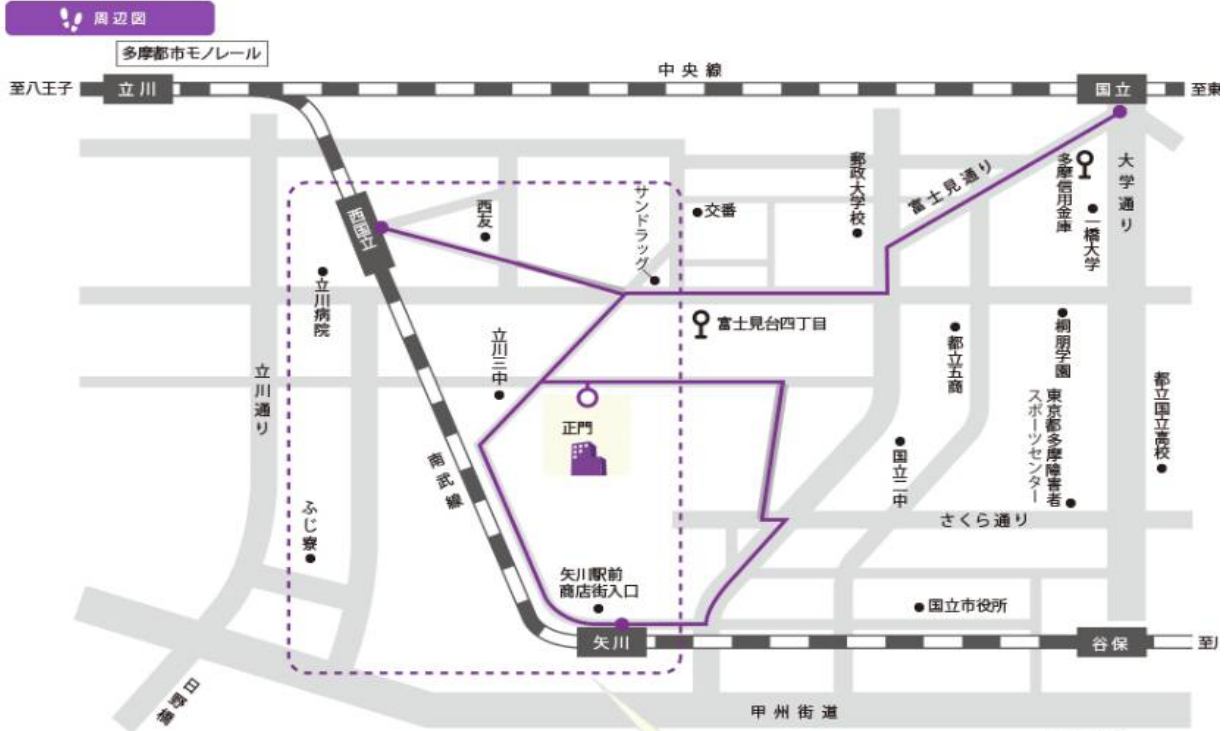 周辺図
多摩都市モノレール
中央線
至八王子
立川
国立
至東
大学通り
多摩信用金庫
一橋大学
富士見通り
郵政大学校
交番
サンドラッグ
西友
西国立
立川病院
富士見台四丁目
立川三中
都立五商
桐朋学園
東京都多摩障害者
スポーツセンター
都立国立高校
立川通り
正門
南武線
国立二中
さくら通り
ふじ寮
矢川駅前
商店街入口
国立市役所
矢川
谷保
至川
日野橋
甲州街道